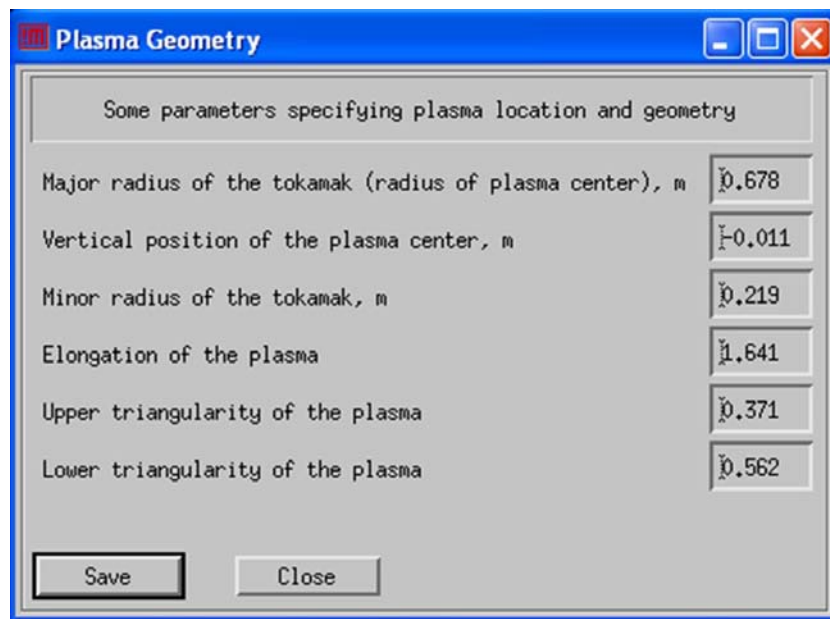 Plasma Geometry
Some parameters specifying plasma location and geometry
Major radius of the tokamak (radius of plasma center), m 0.678
Vertical position of the plasma center, m -0.011
Minor radius of the tokamak, m 0.219
Elongation of the plasma 1.641
Upper triangularity of the plasma 0.371
Lower triangularity of the plasma 0.562
Save Close